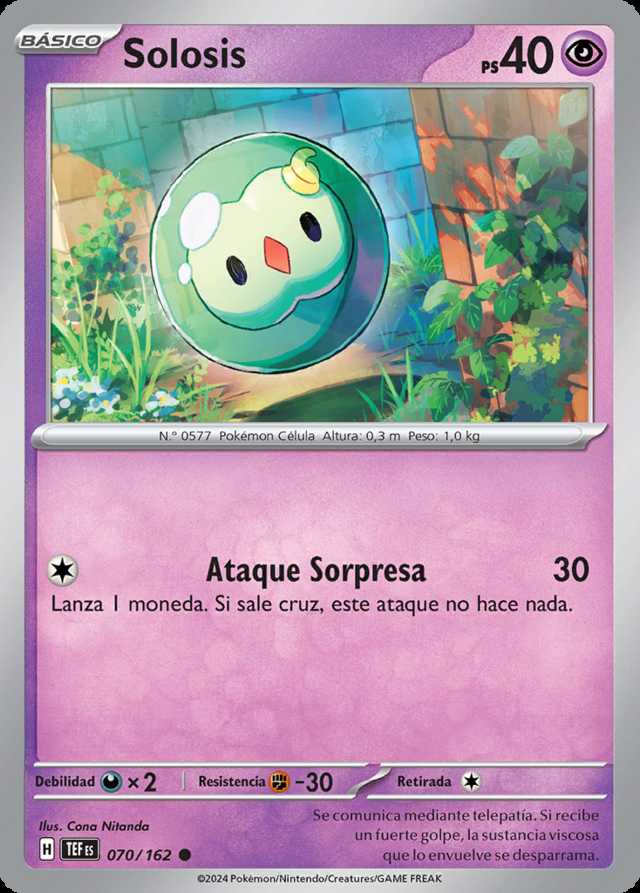 BÁSICO
Solosis
PS 40
N.º 0577 Pokémon Célula Altura: 0,3 m Peso: 1,0 kg
Ataque Sorpresa 30
Lanza 1 moneda. Si sale cruz, este ataque no hace nada.
Debilidad ×2 Resistencia -30 Retirada
Ilus. Cona Nitanda
H TEF ES 070/162
Se comunica mediante telepatía. Si recibe
un fuerte golpe, la sustancia viscosa
que lo envuelve se desparrama.
©2024 Pokémon/Nintendo/Creatures/GAME FREAK